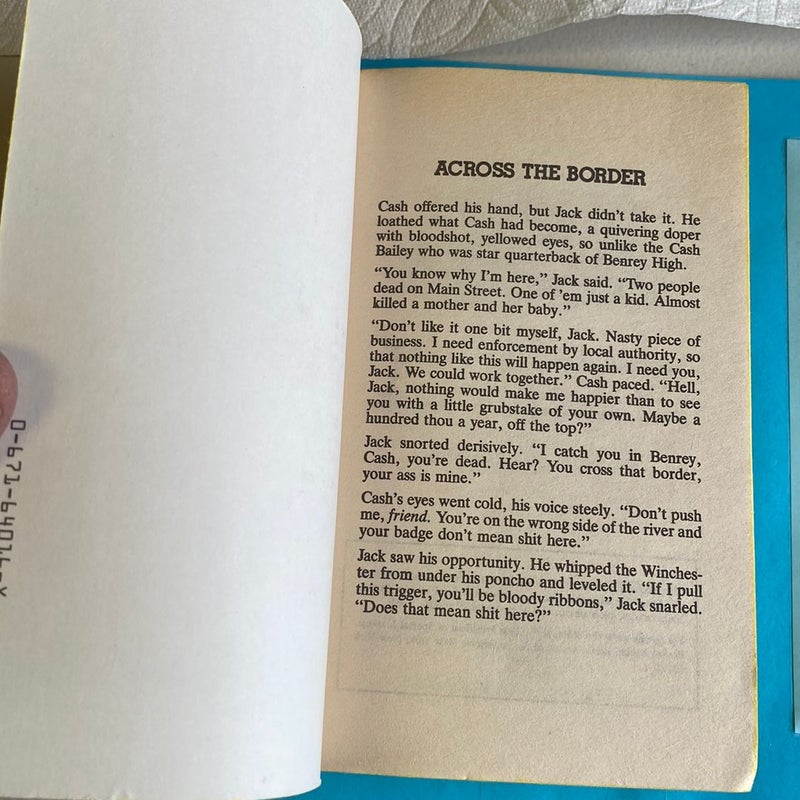 ACROSS THE BORDER
Cash offered his hand, but Jack didn't take it. He
loathed what Cash had become, a quivering doper
with bloodshot, yellowed eyes, so unlike the Cash
Bailey who was star quarterback of Benrey High.
“You know why I'm here,” Jack said. “Two people
dead on Main Street. One of 'em just a kid. Almost
killed a mother and her baby.”
“Don't like it one bit myself, Jack. Nasty piece of
business. I need enforcement by local authority, so
that nothing like this will happen again. I need you,
Jack. We could work together.” Cash paced. “Hell,
Jack, nothing would make me happier than to see
you with a little grubstake of your own. Maybe a
hundred thou a year, off the top?”
Jack snorted derisively. “I catch you in Benrey,
Cash, you're dead. Hear? You cross that border,
your ass is mine.”
Cash's eyes went cold, his voice steely. “Don't push
me, friend. You're on the wrong side of the river and
your badge don't mean shit here.”
Jack saw his opportunity. He whipped the Winches-
ter from under his poncho and leveled it. “If I pull
this trigger, you'll be bloody ribbons,” Jack snarled.
“Does that mean shit here?”
0-671-64016-X